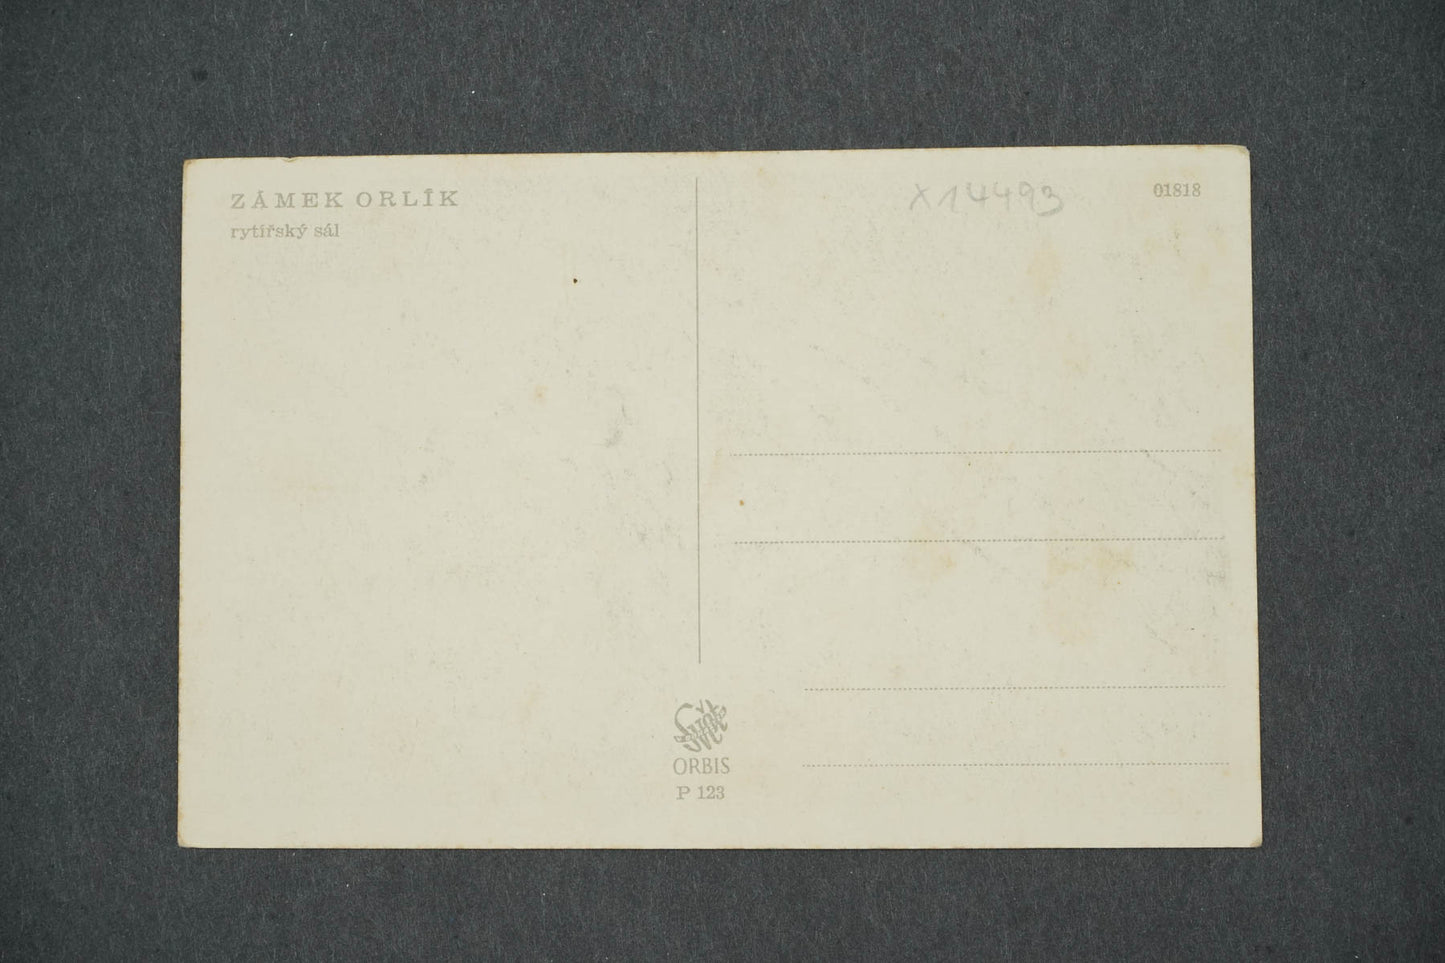 ZÁMEK ORLÍK
rytířský sál
X14493
01818
ORBIS
P 123